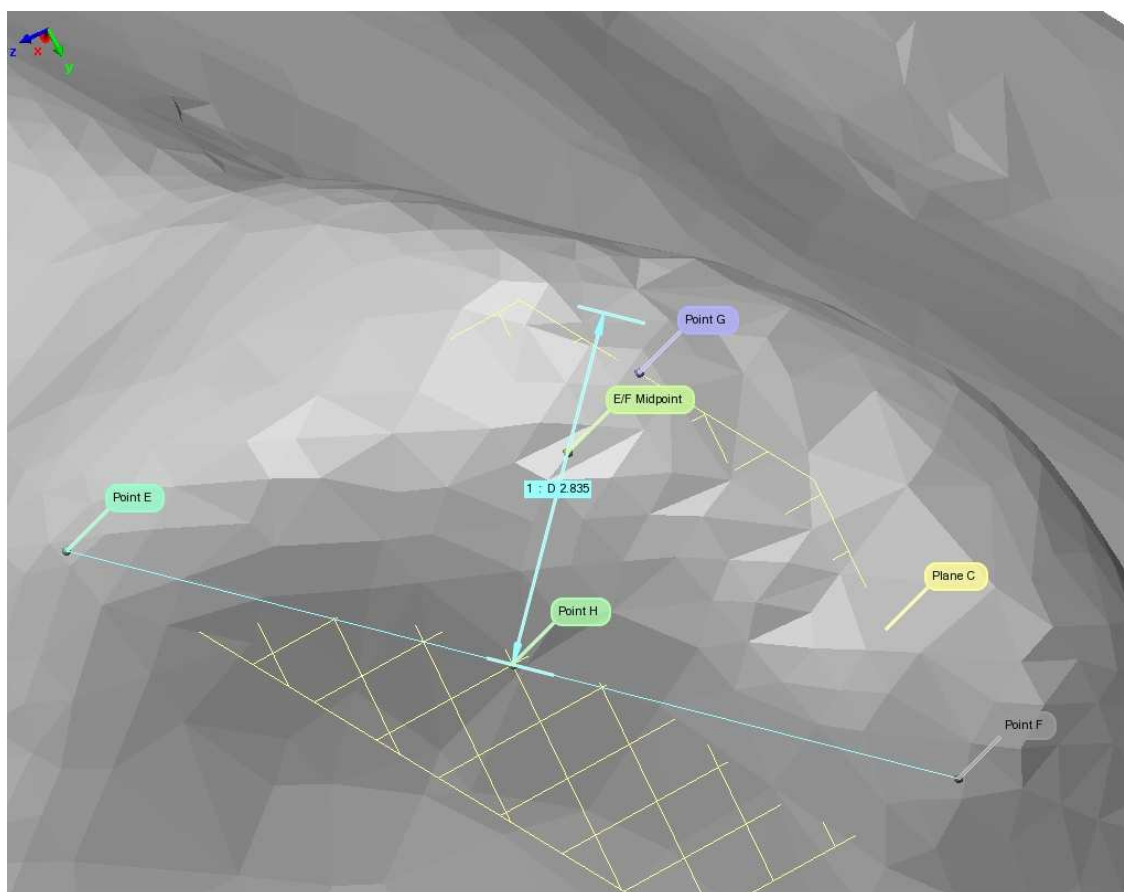 z
x
y
Point G
E/F Midpoint
1 : D 2.835
Point E
Plane C
Point H
Point F